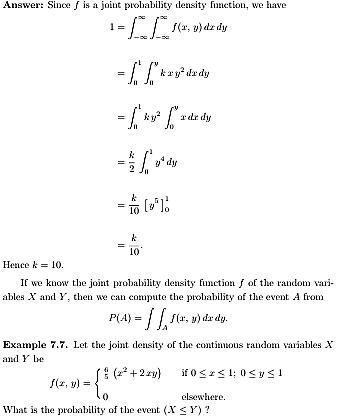 Answer: Since f is a joint probability density function, we have
1 = ∫_{-∞}^{∞} ∫_{-∞}^{∞} f(x, y) dx dy
= ∫_0^1 ∫_0^y k x y² dx dy
= ∫_0^1 k y² ∫_0^y x dx dy
= k/2 ∫_0^1 y⁴ dy
= k/10 [y⁵]_0^1
= k/10.
Hence k = 10.
If we know the joint probability density function f of the random vari-
ables X and Y, then we can compute the probability of the event A from
P(A) = ∫∫_A f(x, y) dx dy.
Example 7.7. Let the joint density of the continuous random variables X
and Y be
f(x, y) = { 6/5 (x² + 2 x y) if 0 ≤ x ≤ 1; 0 ≤ y ≤ 1
0 elsewhere.
What is the probability of the event (X ≤ Y) ?